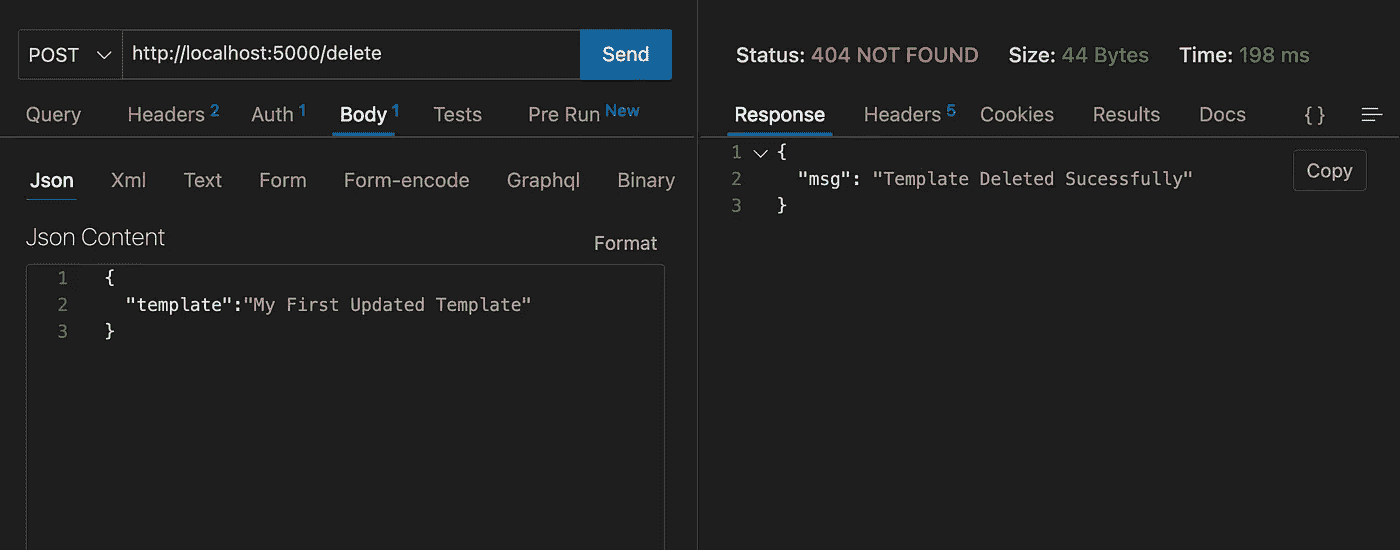 POST http://localhost:5000/delete Send
Query Headers 2 Auth 1 Body 1 Tests Pre Run New
Json Xml Text Form Form-encode Graphql Binary
Json Content
Format
1 {
2 "template":"My First Updated Template"
3 }
Status: 404 NOT FOUND Size: 44 Bytes Time: 198 ms
Response Headers 5 Cookies Results Docs { }
1 {
2 "msg": "Template Deleted Sucessfully"
3 }
Copy